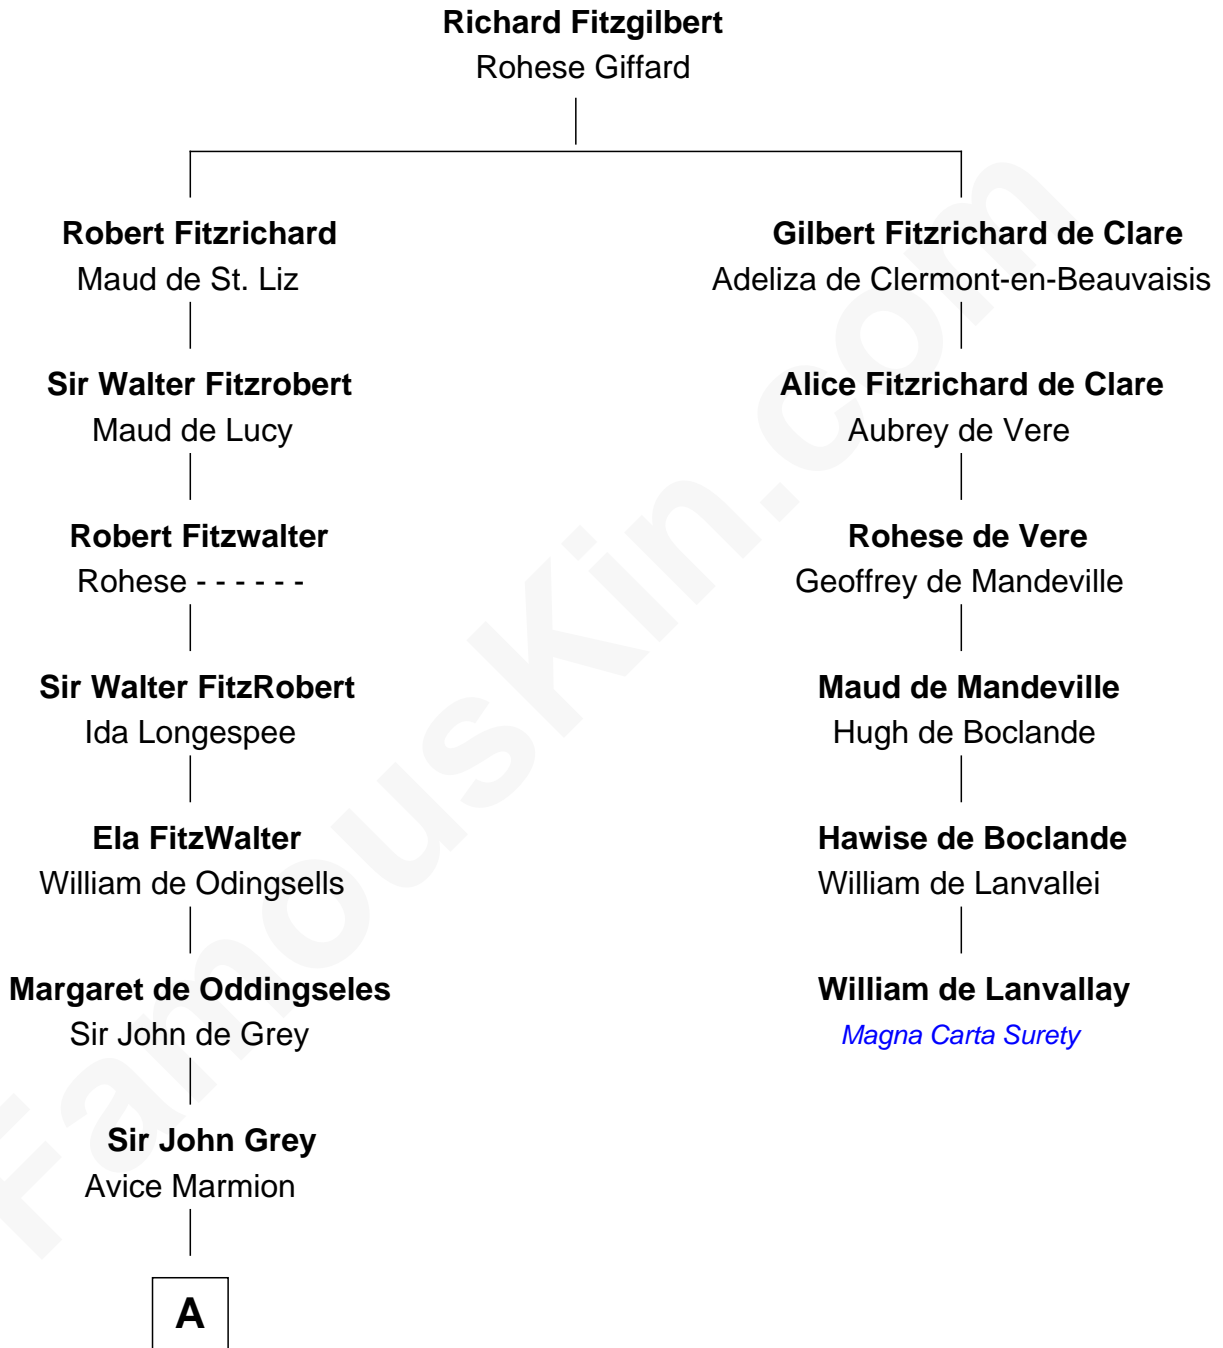 Richard Fitzgilbert
Rohese Giffard
Robert Fitzrichard
Maud de St. Liz
Gilbert Fitzrichard de Clare
Adeliza de Clermont-en-Beauvaisis
Sir Walter Fitzrobert
Maud de Lucy
Alice Fitzrichard de Clare
Aubrey de Vere
Robert Fitzwalter
Rohese - - - - - -
Rohese de Vere
Geoffrey de Mandeville
Sir Walter FitzRobert
Ida Longespee
Maud de Mandeville
Hugh de Boclande
Ela FitzWalter
William de Odingsells
Hawise de Boclande
William de Lanvallei
Margaret de Oddingseles
Sir John de Grey
William de Lanvallay
Magna Carta Surety
Sir John Grey
Avice Marmion
A
FamousKin.com